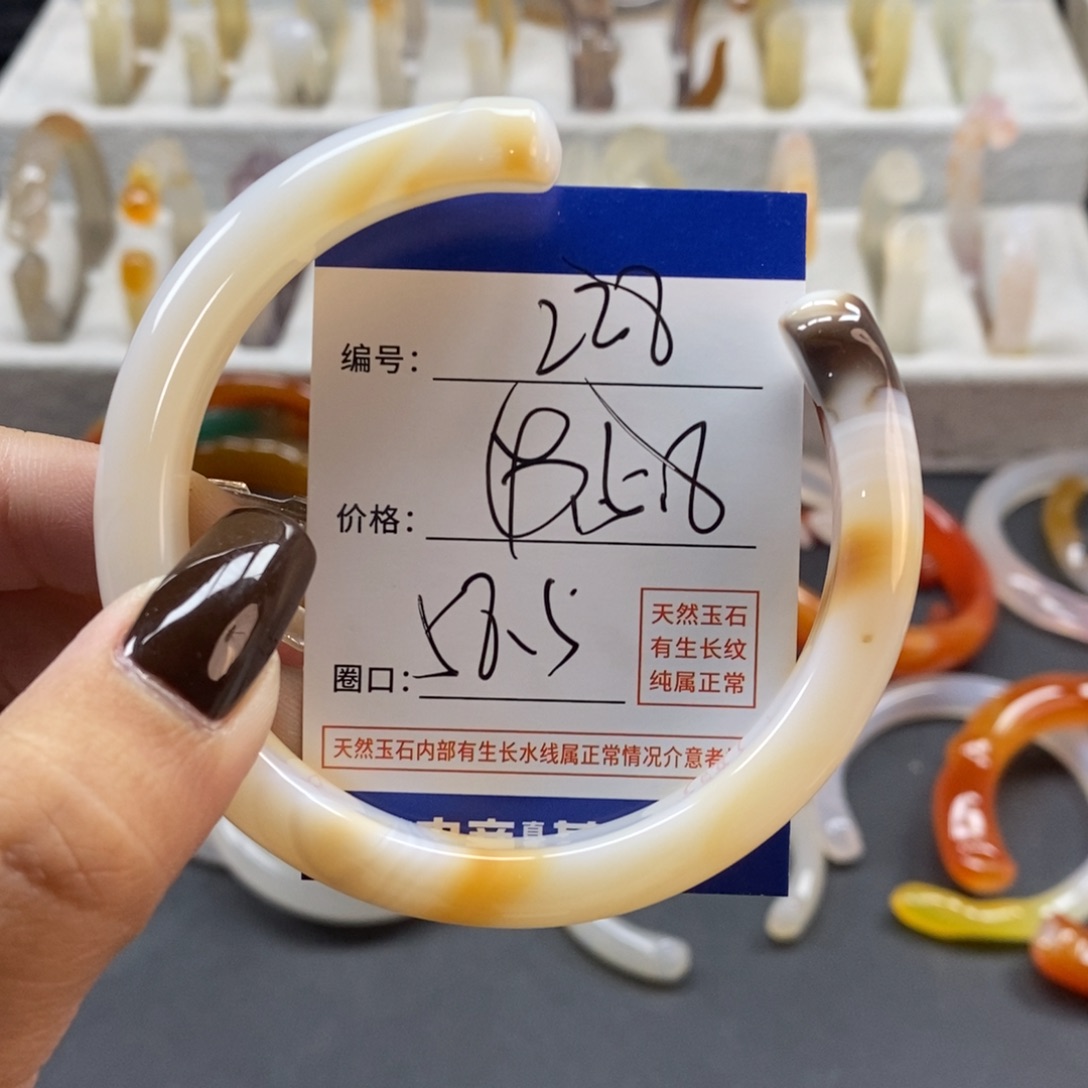 编号： 228
价格：
圈口： 58.5
天然玉石
有生长纹
纯属正常
天然玉石内部有生长水线属正常情况介意者